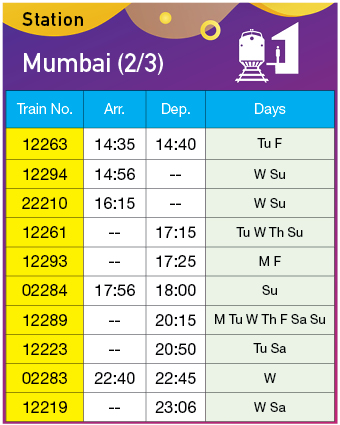 Station
Mumbai (2/3)
1
Train No. Arr. Dep. Days
12263 14:35 14:40 Tu F
12294 14:56 -- W Su
22210 16:15 -- W Su
12261 -- 17:15 Tu W Th Su
12293 -- 17:25 M F
02284 17:56 18:00 Su
12289 -- 20:15 M Tu W Th F Sa Su
12223 -- 20:50 Tu Sa
02283 22:40 22:45 W
12219 -- 23:06 W Sa